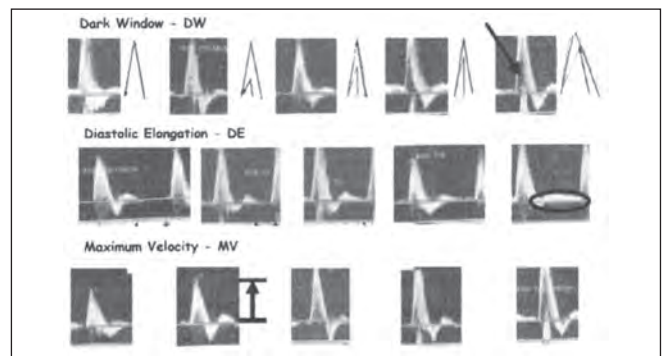 Dark Window - DW
Diastolic Elongation - DE
Maximum Velocity - MV